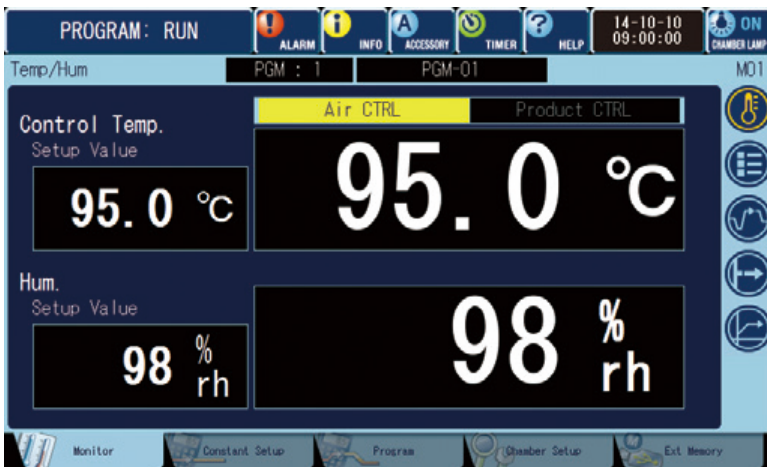 PROGRAM: RUN
ALARM
INFO
A
ACCESSORY
TIMER
HELP
14-10-10
09:00:00
ON
CHAMBER LAMP
Temp/Hum
PGM : 1
PGM-01
M01
Control Temp.
Setup Value
95.0 ℃
Air CTRL
Product CTRL
95.0 ℃
Hum.
Setup Value
98 %
rh
98 %
rh
Monitor
Constant Setup
Program
Chamber Setup
Ext Memory